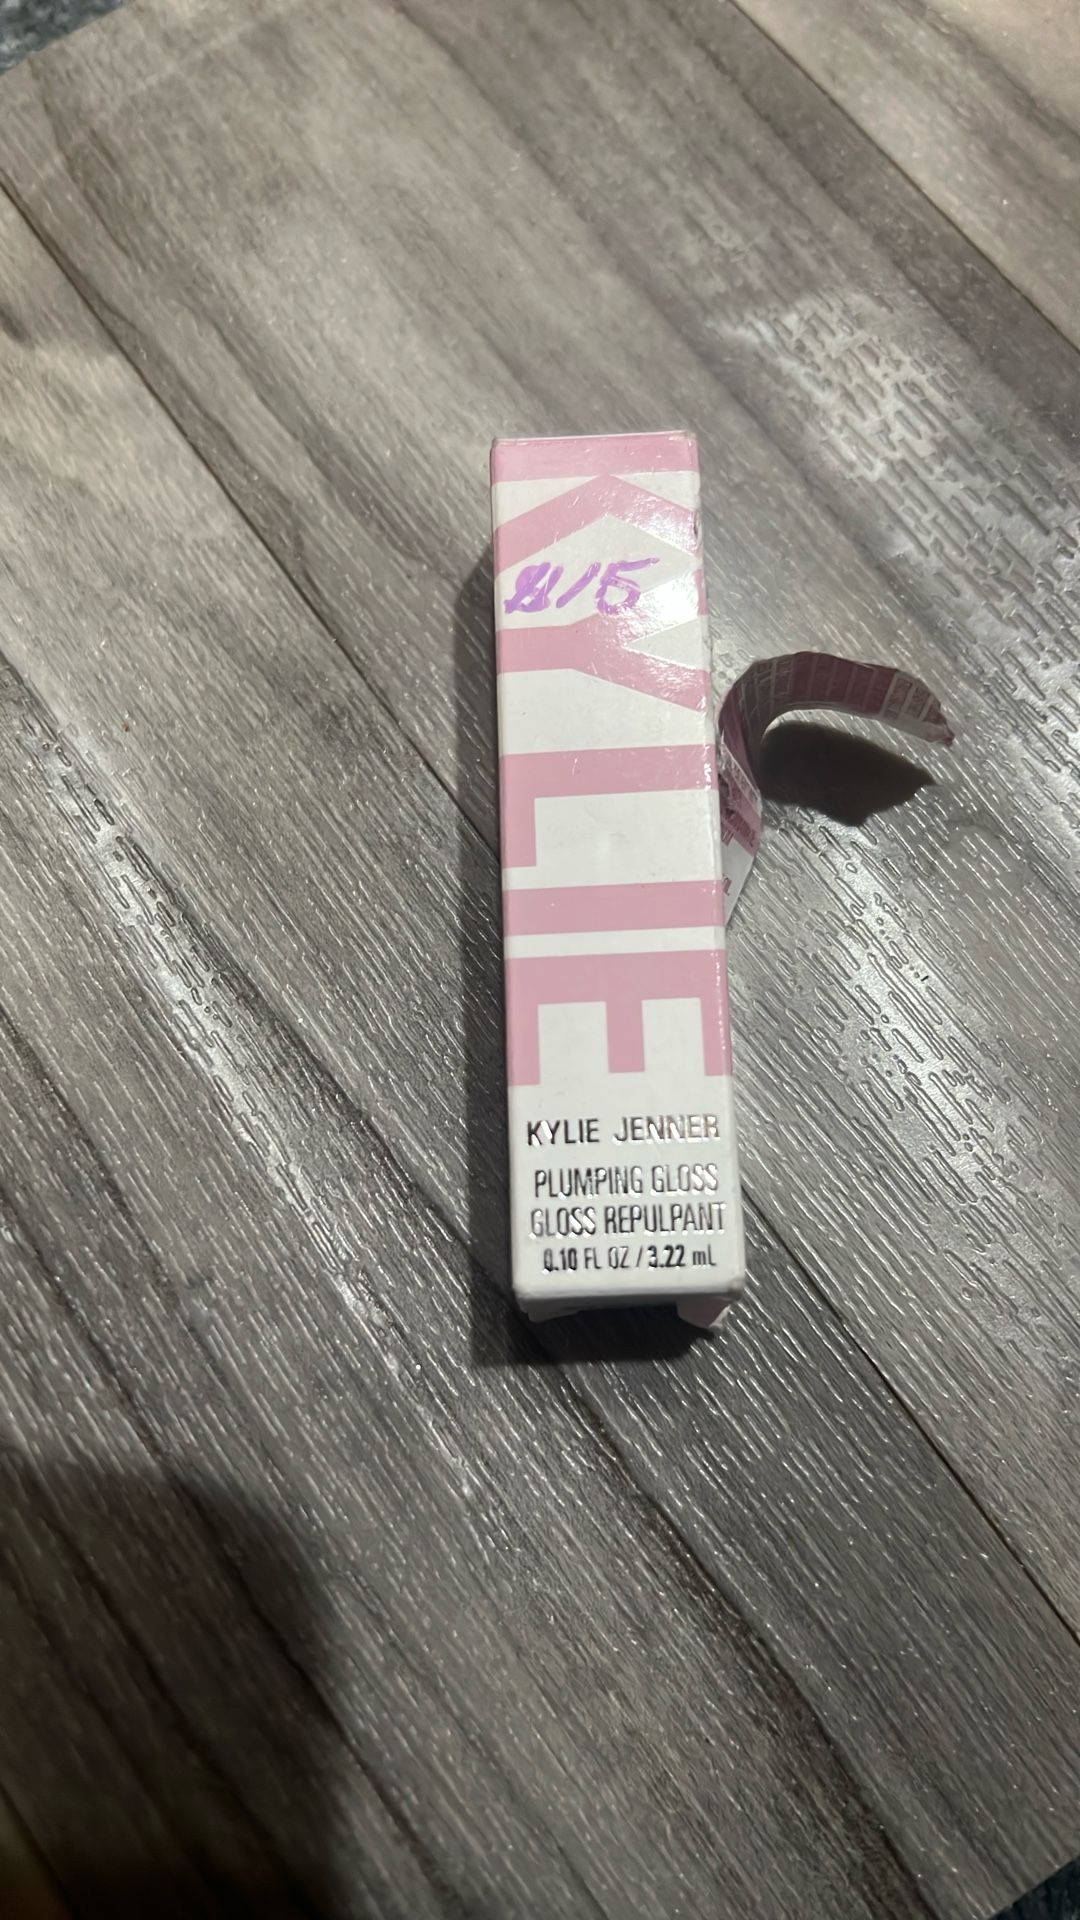 KYLIE
$15
KYLIE JENNER
PLUMPING GLOSS
GLOSS REPULPANT
0.10 FL OZ / 3.22 mL